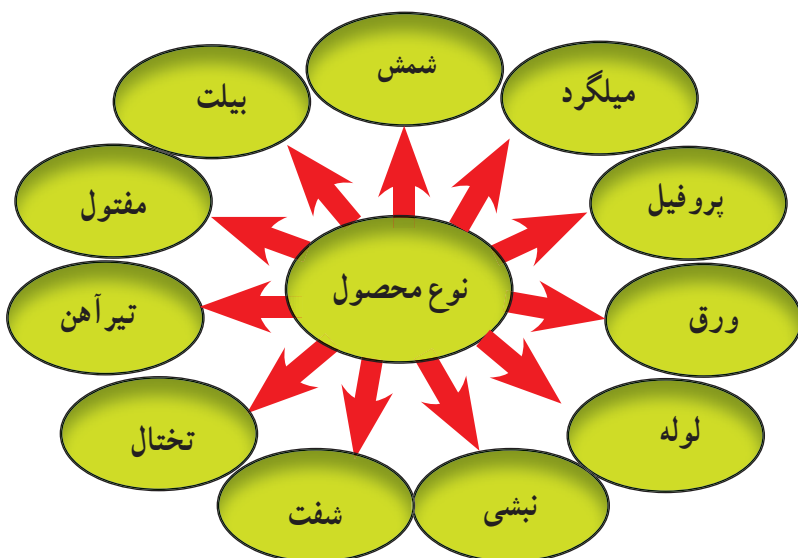 نوع محصول
شمش
میلگرد
پروفیل
ورق
لوله
نبشی
شفت
تختال
تیرآهن
مفتول
بیلت